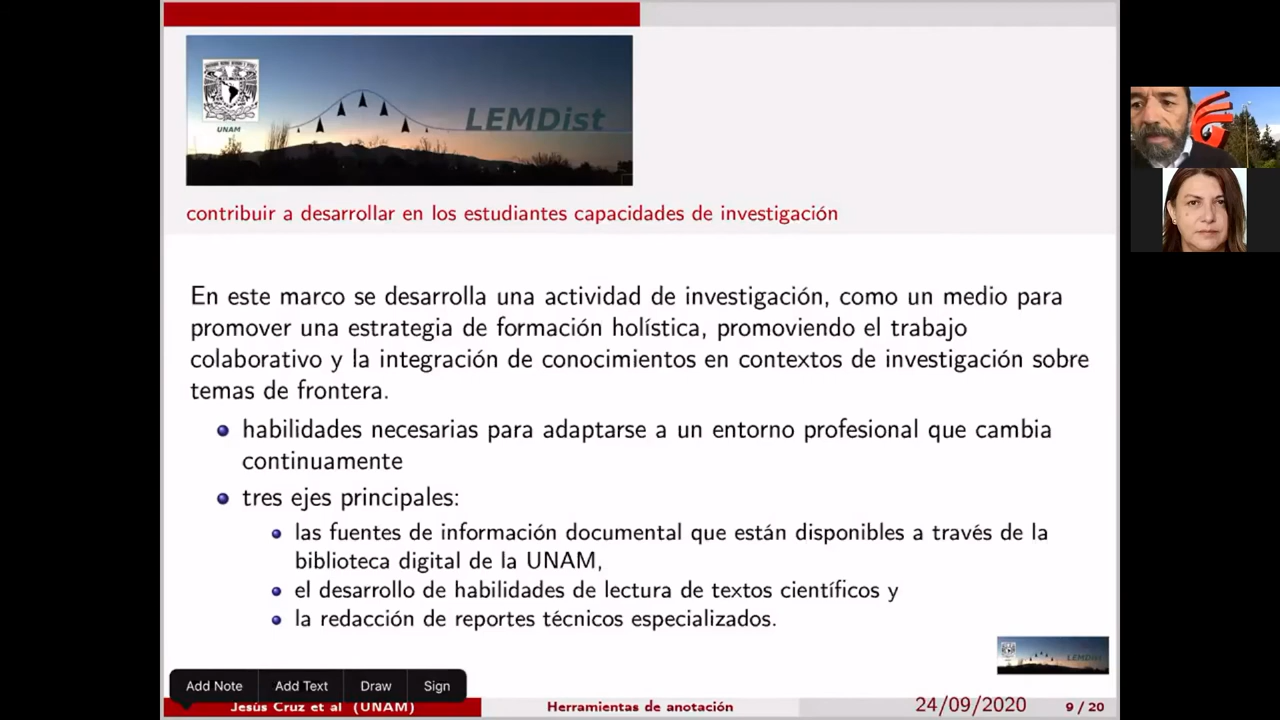 UNAM
LEMDist
contribuir a desarrollar en los estudiantes capacidades de investigación
En este marco se desarrolla una actividad de investigación, como un medio para
promover una estrategia de formación holística, promoviendo el trabajo
colaborativo y la integración de conocimientos en contextos de investigación sobre
temas de frontera.
habilidades necesarias para adaptarse a un entorno profesional que cambia
continuamente
tres ejes principales:
las fuentes de información documental que están disponibles a través de la
biblioteca digital de la UNAM,
el desarrollo de habilidades de lectura de textos científicos y
la redacción de reportes técnicos especializados.
LEMDist
Add Note Add Text Draw Sign
Jesús Cruz et al (UNAM) Herramientas de anotación 24/09/2020 9 / 20